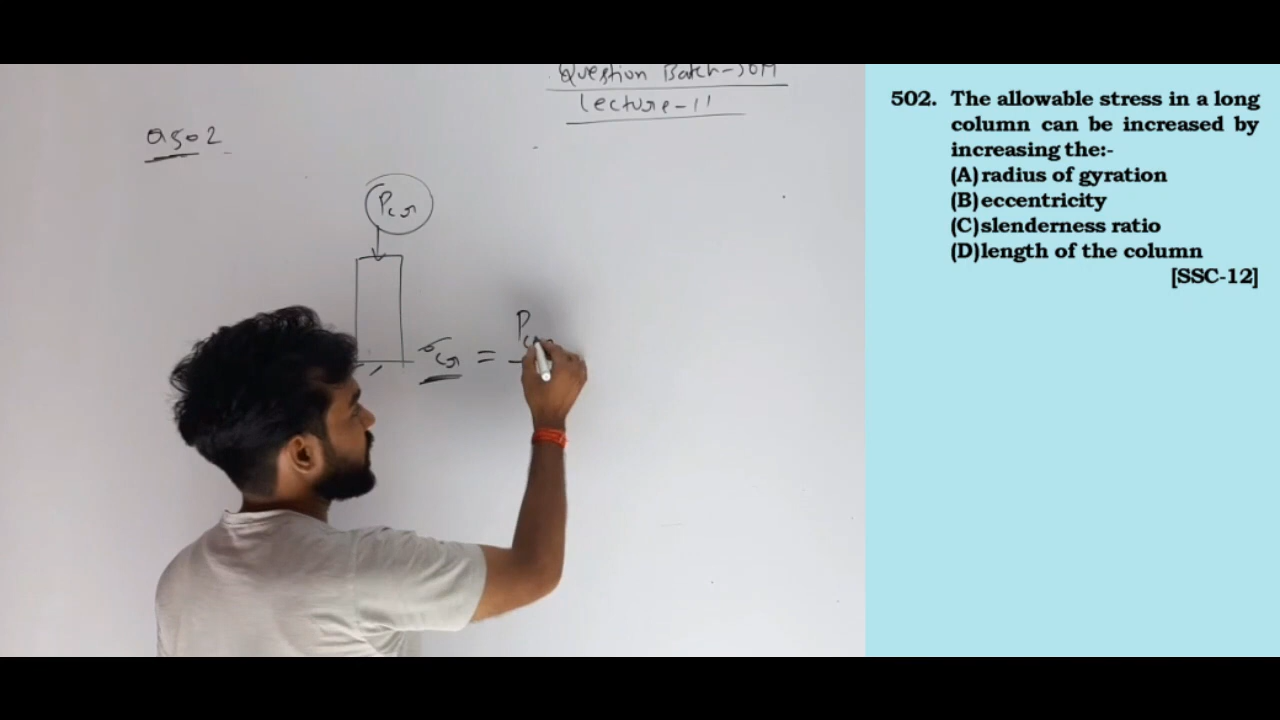 Question Batch-SOM
Lecture-11
Q502
Pcr
σcr = Pcr
502. The allowable stress in a long
column can be increased by
increasing the:-
(A) radius of gyration
(B) eccentricity
(C) slenderness ratio
(D) length of the column
[SSC-12]